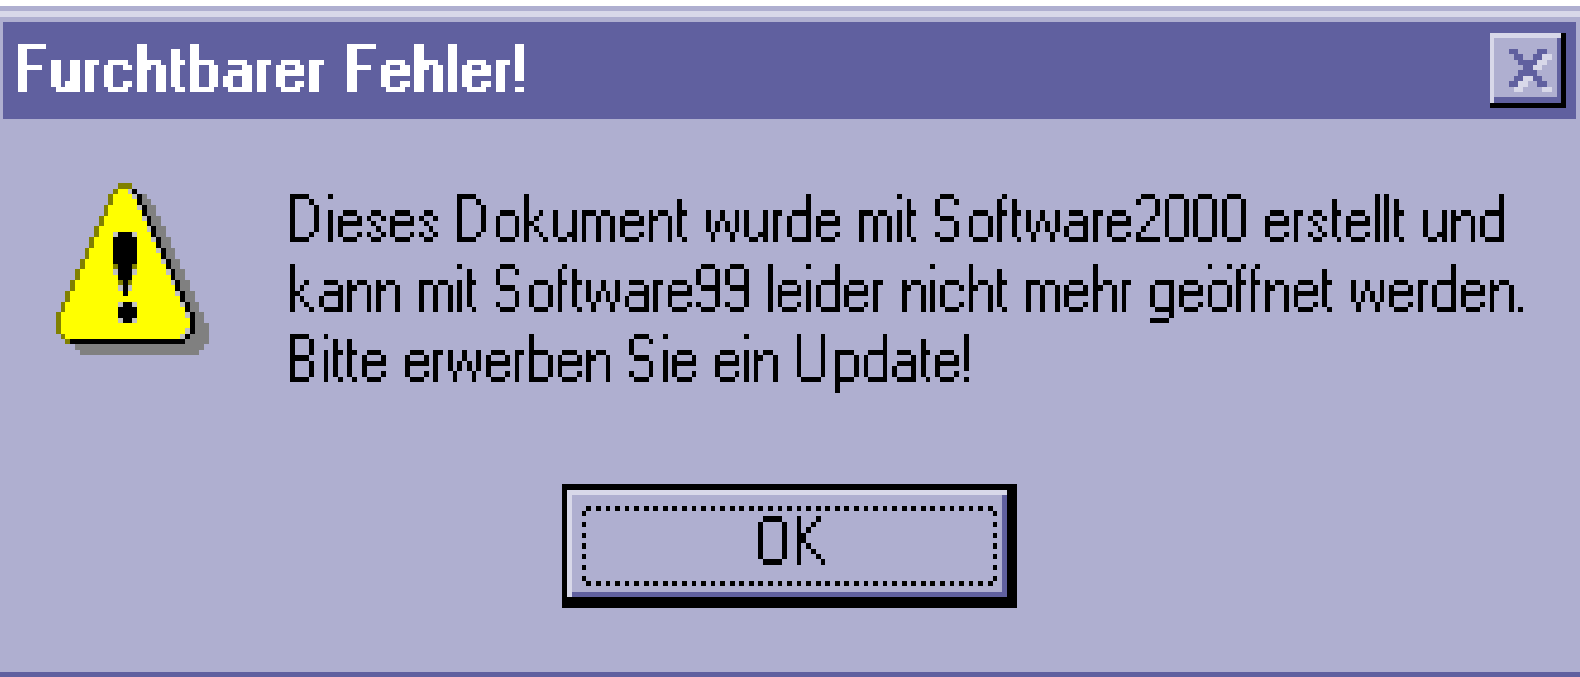 Furchtbarer Fehler!
Dieses Dokument wurde mit Software2000 erstellt und
kann mit Software99 leider nicht mehr geöffnet werden.
Bitte erwerben Sie ein Update!
OK